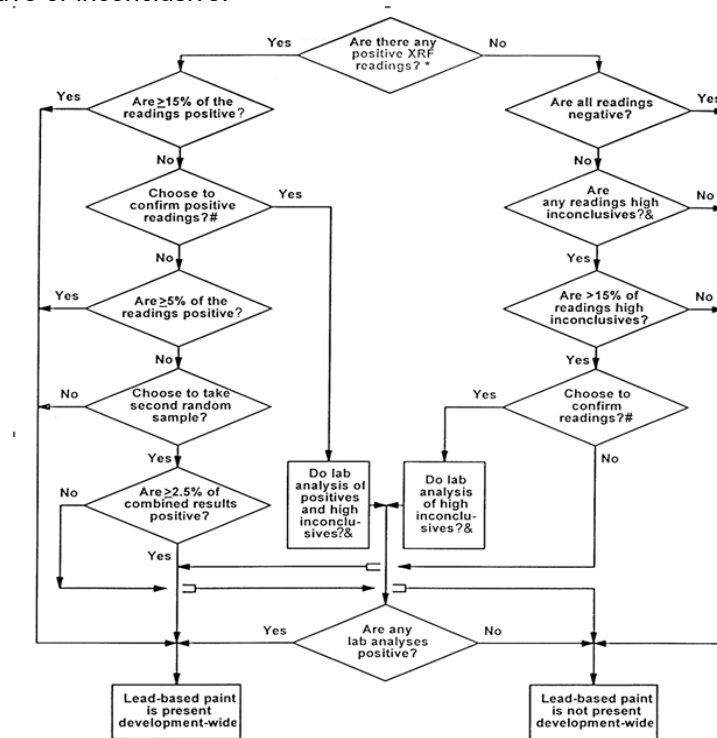 Are there any
positive XRF
readings? *
Yes
No
Are ≥15% of the
readings positive?
Yes
No
Are all readings
negative?
Yes
No
Choose to
confirm positive
readings?#
Yes
No
Are
any readings high
inconclusives?&
No
Yes
Are ≥5% of the
readings positive?
Yes
No
Are >15% of
readings high
inconclusives?
No
Yes
Choose to take
second random
sample?
No
Yes
Choose to
confirm
readings?#
Yes
No
Are ≥2.5% of
combined results
positive?
No
Yes
Do lab
analysis of
positives
and high
inconclu-
sives?&
Do lab
analysis
of high
inconclu-
sives?&
Are any
lab analyses
positive?
Yes
No
Lead-based paint
is present
development-wide
Lead-based paint
is not present
development-wide